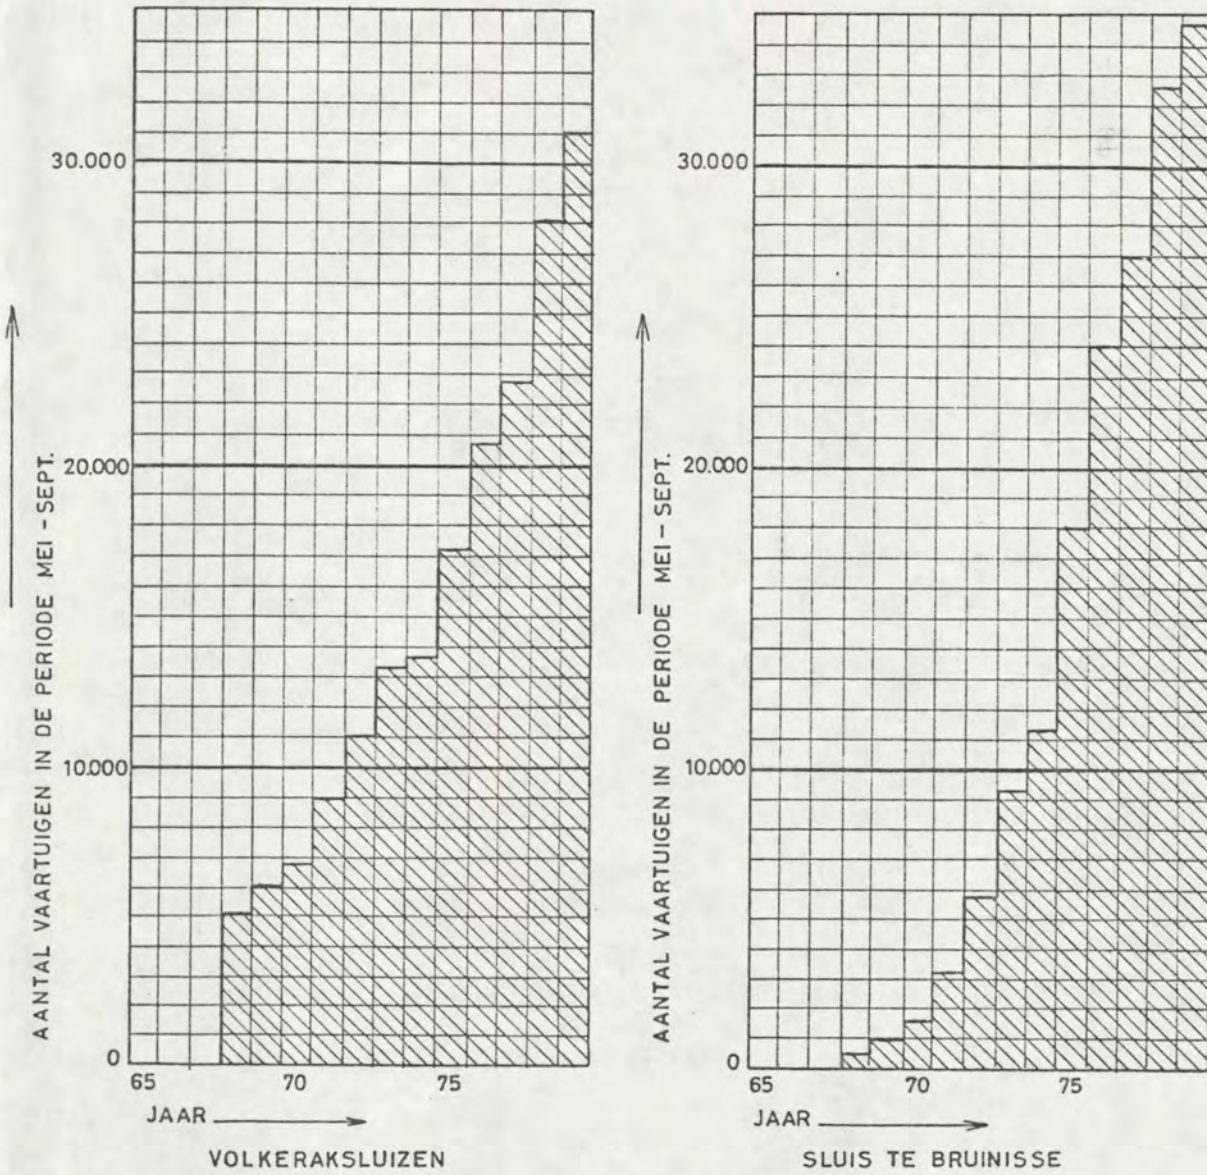 30.000
20.000
10.000
0
AANTAL VAARTUIGEN IN DE PERIODE MEI-SEPT.
65 70 75
JAAR
VOLKERAKSLUIZEN
30.000
20.000
10.000
0
AANTAL VAARTUIGEN IN DE PERIODE MEI-SEPT.
65 70 75
JAAR
SLUIS TE BRUINISSE